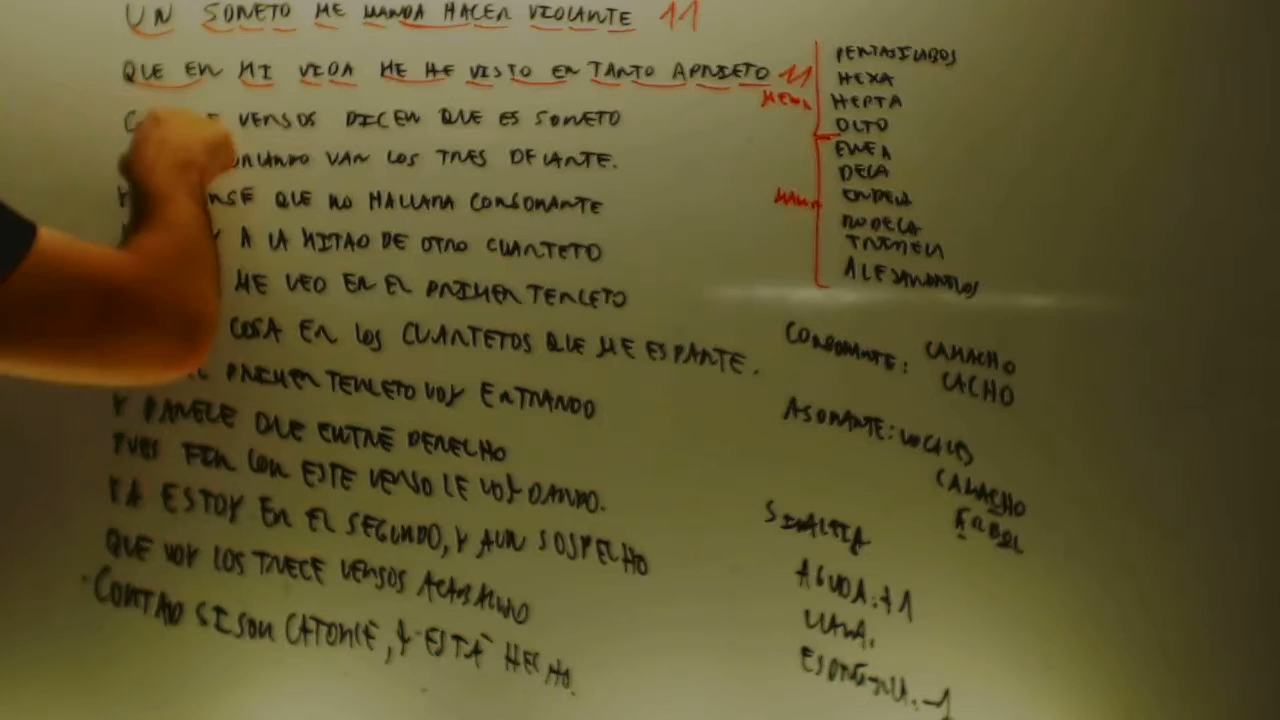 UN SONETO ME MANDA HACER VIOLANTE 11
QUE EN MI VIDA ME HE VISTO EN TANTO APRIETO 11
VERSOS DICEN QUE ES SONETO
VAN LOS TRES DELANTE.
QUE NO HALLARA CONSONANTE
A LA MITAD DE OTRO CUARTETO
ME VEO EN EL PRIMER TERCETO
COSA EN LOS CUARTETOS QUE ME ESPANTE.
PRIMER TERCETO VOY ENTRANDO
Y PARECE QUE ENTRÉ DERECHO
PUES FIN CON ESTE VERSO LE VOY DANDO.
YA ESTOY EN EL SEGUNDO, Y AUN SOSPECHO
QUE VOY LOS TRECE VERSOS ACABANDO
CONTAD SI SON CATORCE, Y ESTÁ HECHO.
PENTASILABOS
HEXA
HEPTA
OCTO
ENEA
DECA
ENDECA
DODECA
ALEJANDRINOS
CONSONANTE: CAMACHO
CACHO
ASONANTE: VOCALES
CAMACHO
ARBOL
SINALEFA
AGUDA: +1
LLANA.
ESDRÚJULA. -1